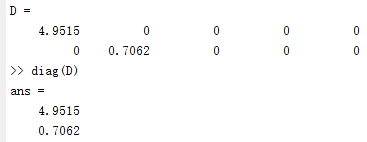 D =
4.9515 0 0 0 0
0 0.7062 0 0 0
>> diag(D)
ans =
4.9515
0.7062